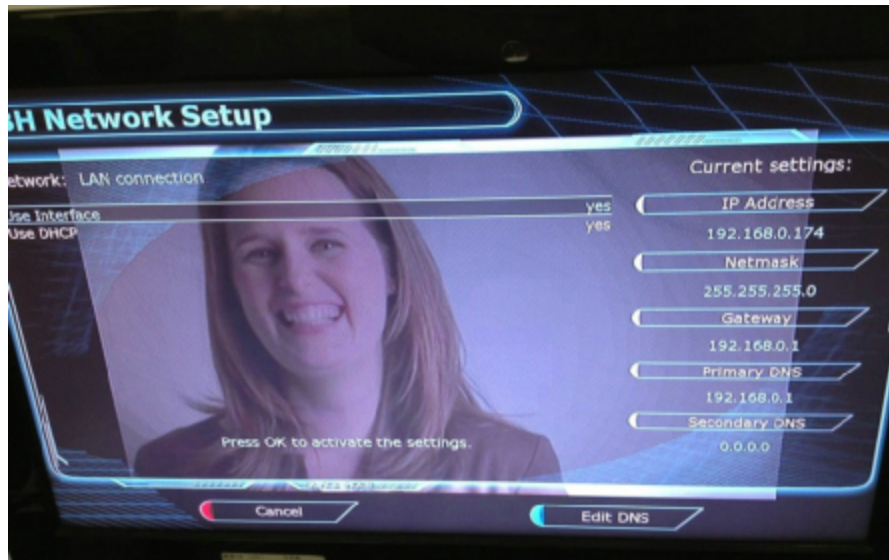 BH Network Setup
etwork: LAN connection
Use Interface yes
Use DHCP yes
Press OK to activate the settings.
Current settings:
IP Address
192.168.0.174
Netmask
255.255.255.0
Gateway
192.168.0.1
Primary DNS
192.168.0.1
Secondary DNS
0.0.0.0
Cancel
Edit DNS